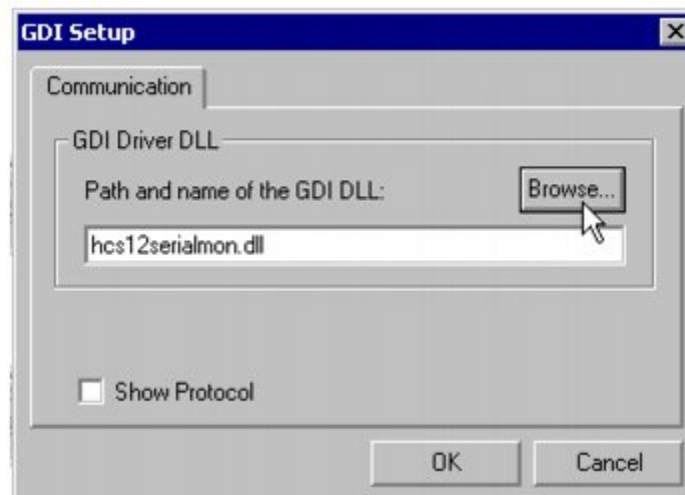 GDI Setup
Communication
GDI Driver DLL
Path and name of the GDI DLL:
Browse...
hcs12serialmon.dll
Show Protocol
OK
Cancel